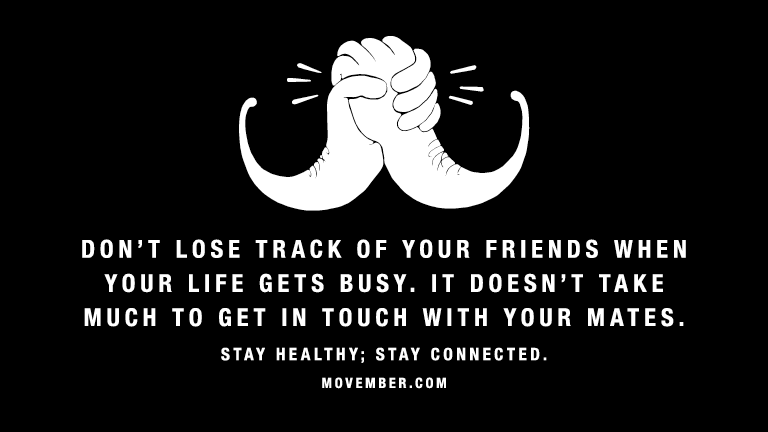 DON’T LOSE TRACK OF YOUR FRIENDS WHEN
YOUR LIFE GETS BUSY. IT DOESN’T TAKE
MUCH TO GET IN TOUCH WITH YOUR MATES.
STAY HEALTHY; STAY CONNECTED.
MOVEMBER.COM